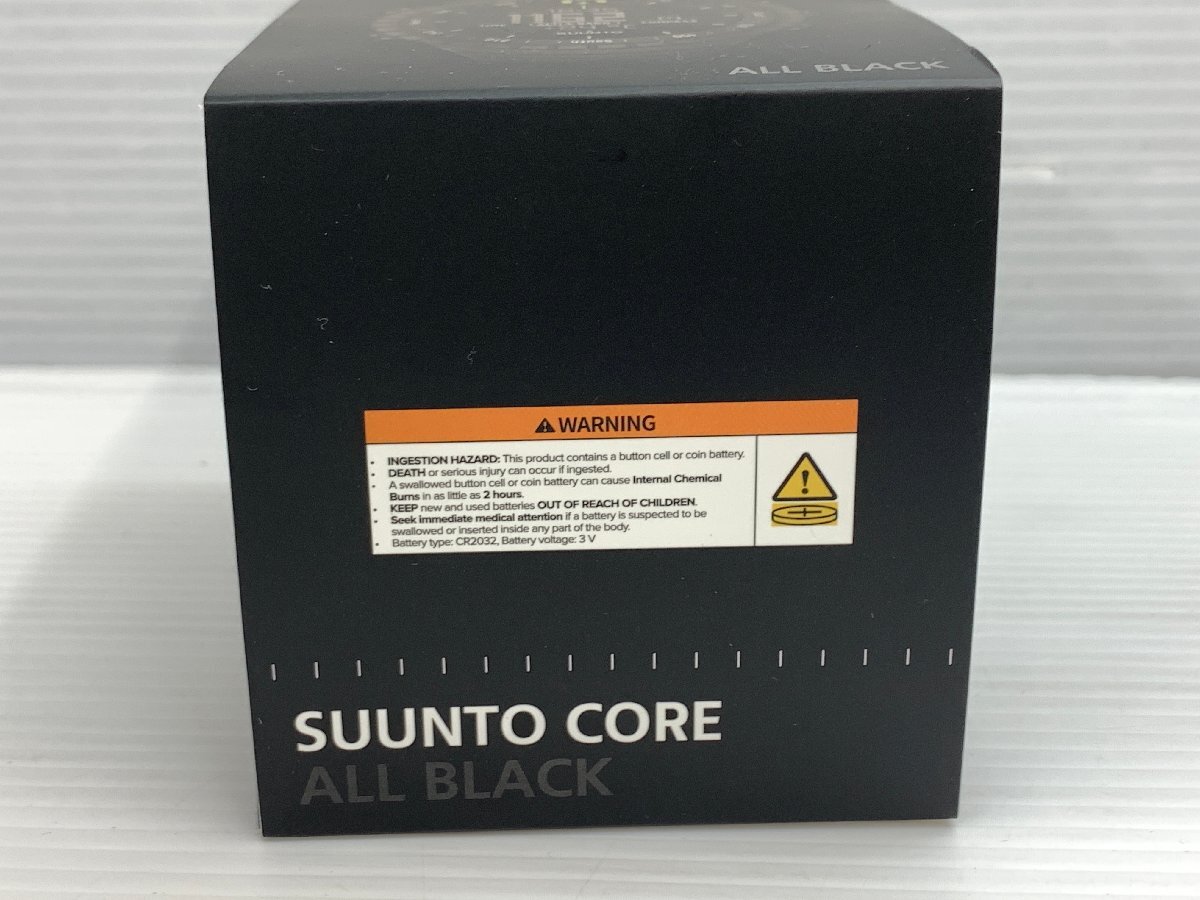 SUUNTO
ALL BLACK
WARNING
• INGESTION HAZARD: This product contains a button cell or coin battery.
• DEATH or serious injury can occur if ingested.
• A swallowed button cell or coin battery can cause Internal Chemical
Burns in as little as 2 hours.
• KEEP new and used batteries OUT OF REACH OF CHILDREN.
• Seek immediate medical attention if a battery is suspected to be
swallowed or inserted inside any part of the body.
• Battery type: CR2032, Battery voltage: 3 V
SUUNTO CORE
ALL BLACK